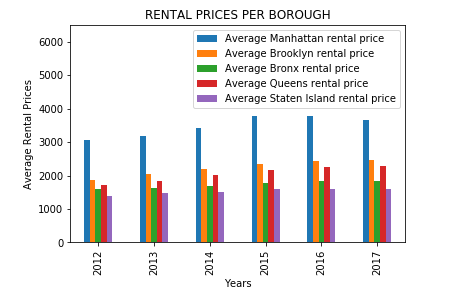 RENTAL PRICES PER BOROUGH
Average Manhattan rental price
Average Brooklyn rental price
Average Bronx rental price
Average Queens rental price
Average Staten Island rental price
Average Rental Prices
6000
5000
4000
3000
2000
1000
0
2012
2013
2014
2015
2016
2017
Years